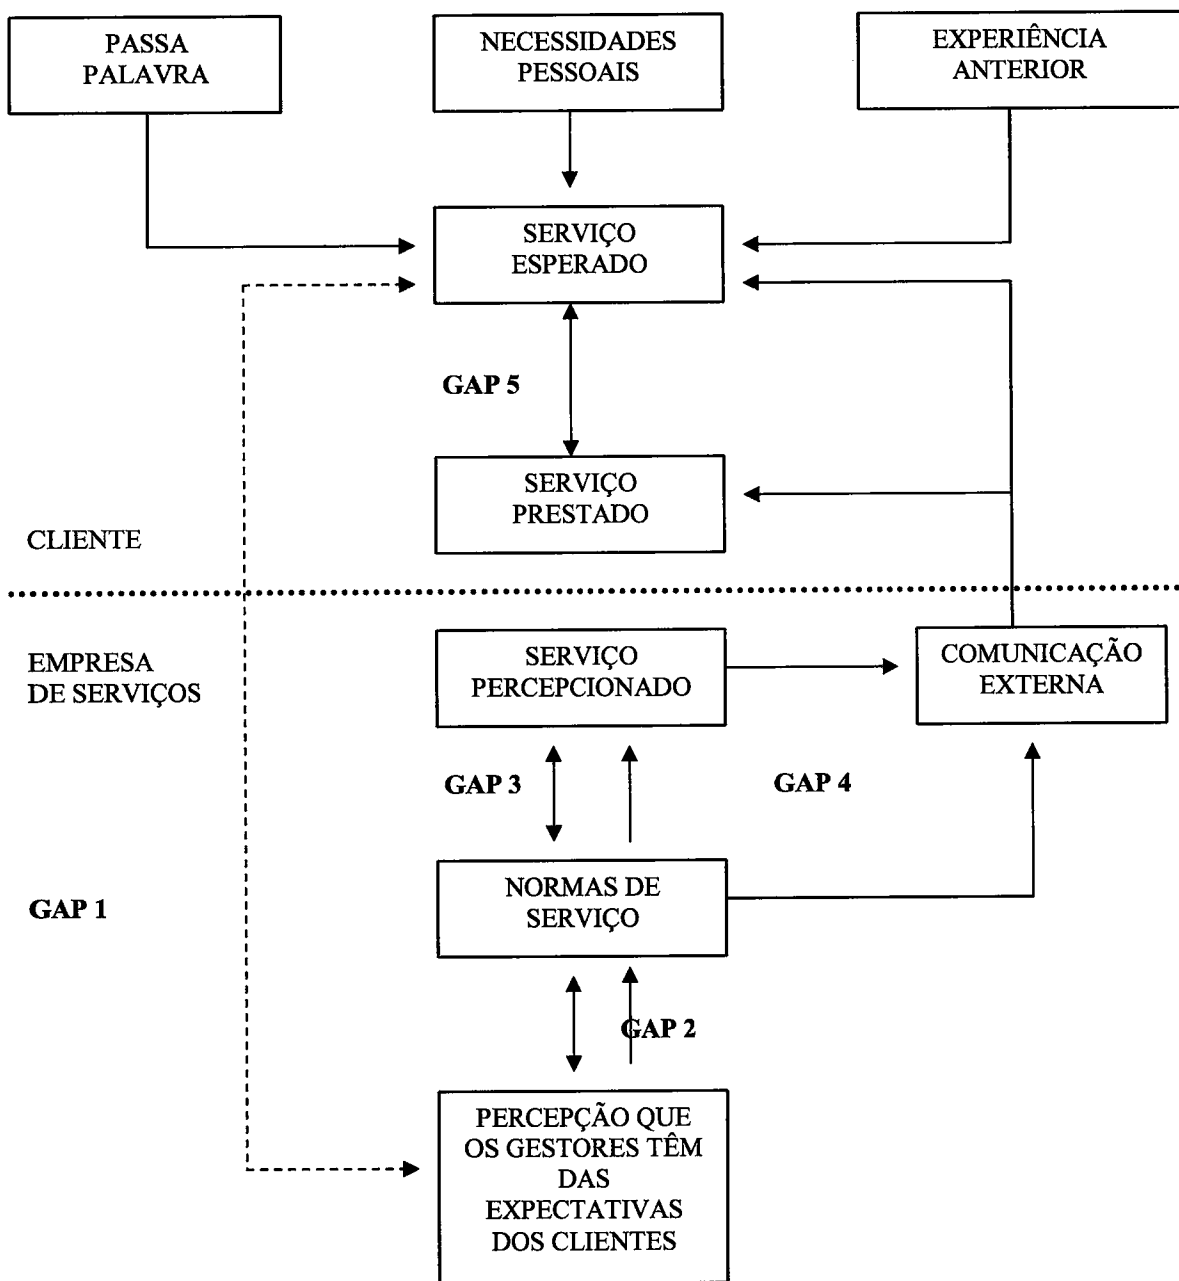 PASSA
PALAVRA
NECESSIDADES
PESSOAIS
EXPERIÊNCIA
ANTERIOR
SERVIÇO
ESPERADO
GAP 5
SERVIÇO
PRESTADO
CLIENTE
EMPRESA
DE SERVIÇOS
SERVIÇO
PERCEPCIONADO
COMUNICAÇÃO
EXTERNA
GAP 3
GAP 4
NORMAS DE
SERVIÇO
GAP 1
GAP 2
PERCEPÇÃO QUE
OS GESTORES TÊM
DAS
EXPECTATIVAS
DOS CLIENTES